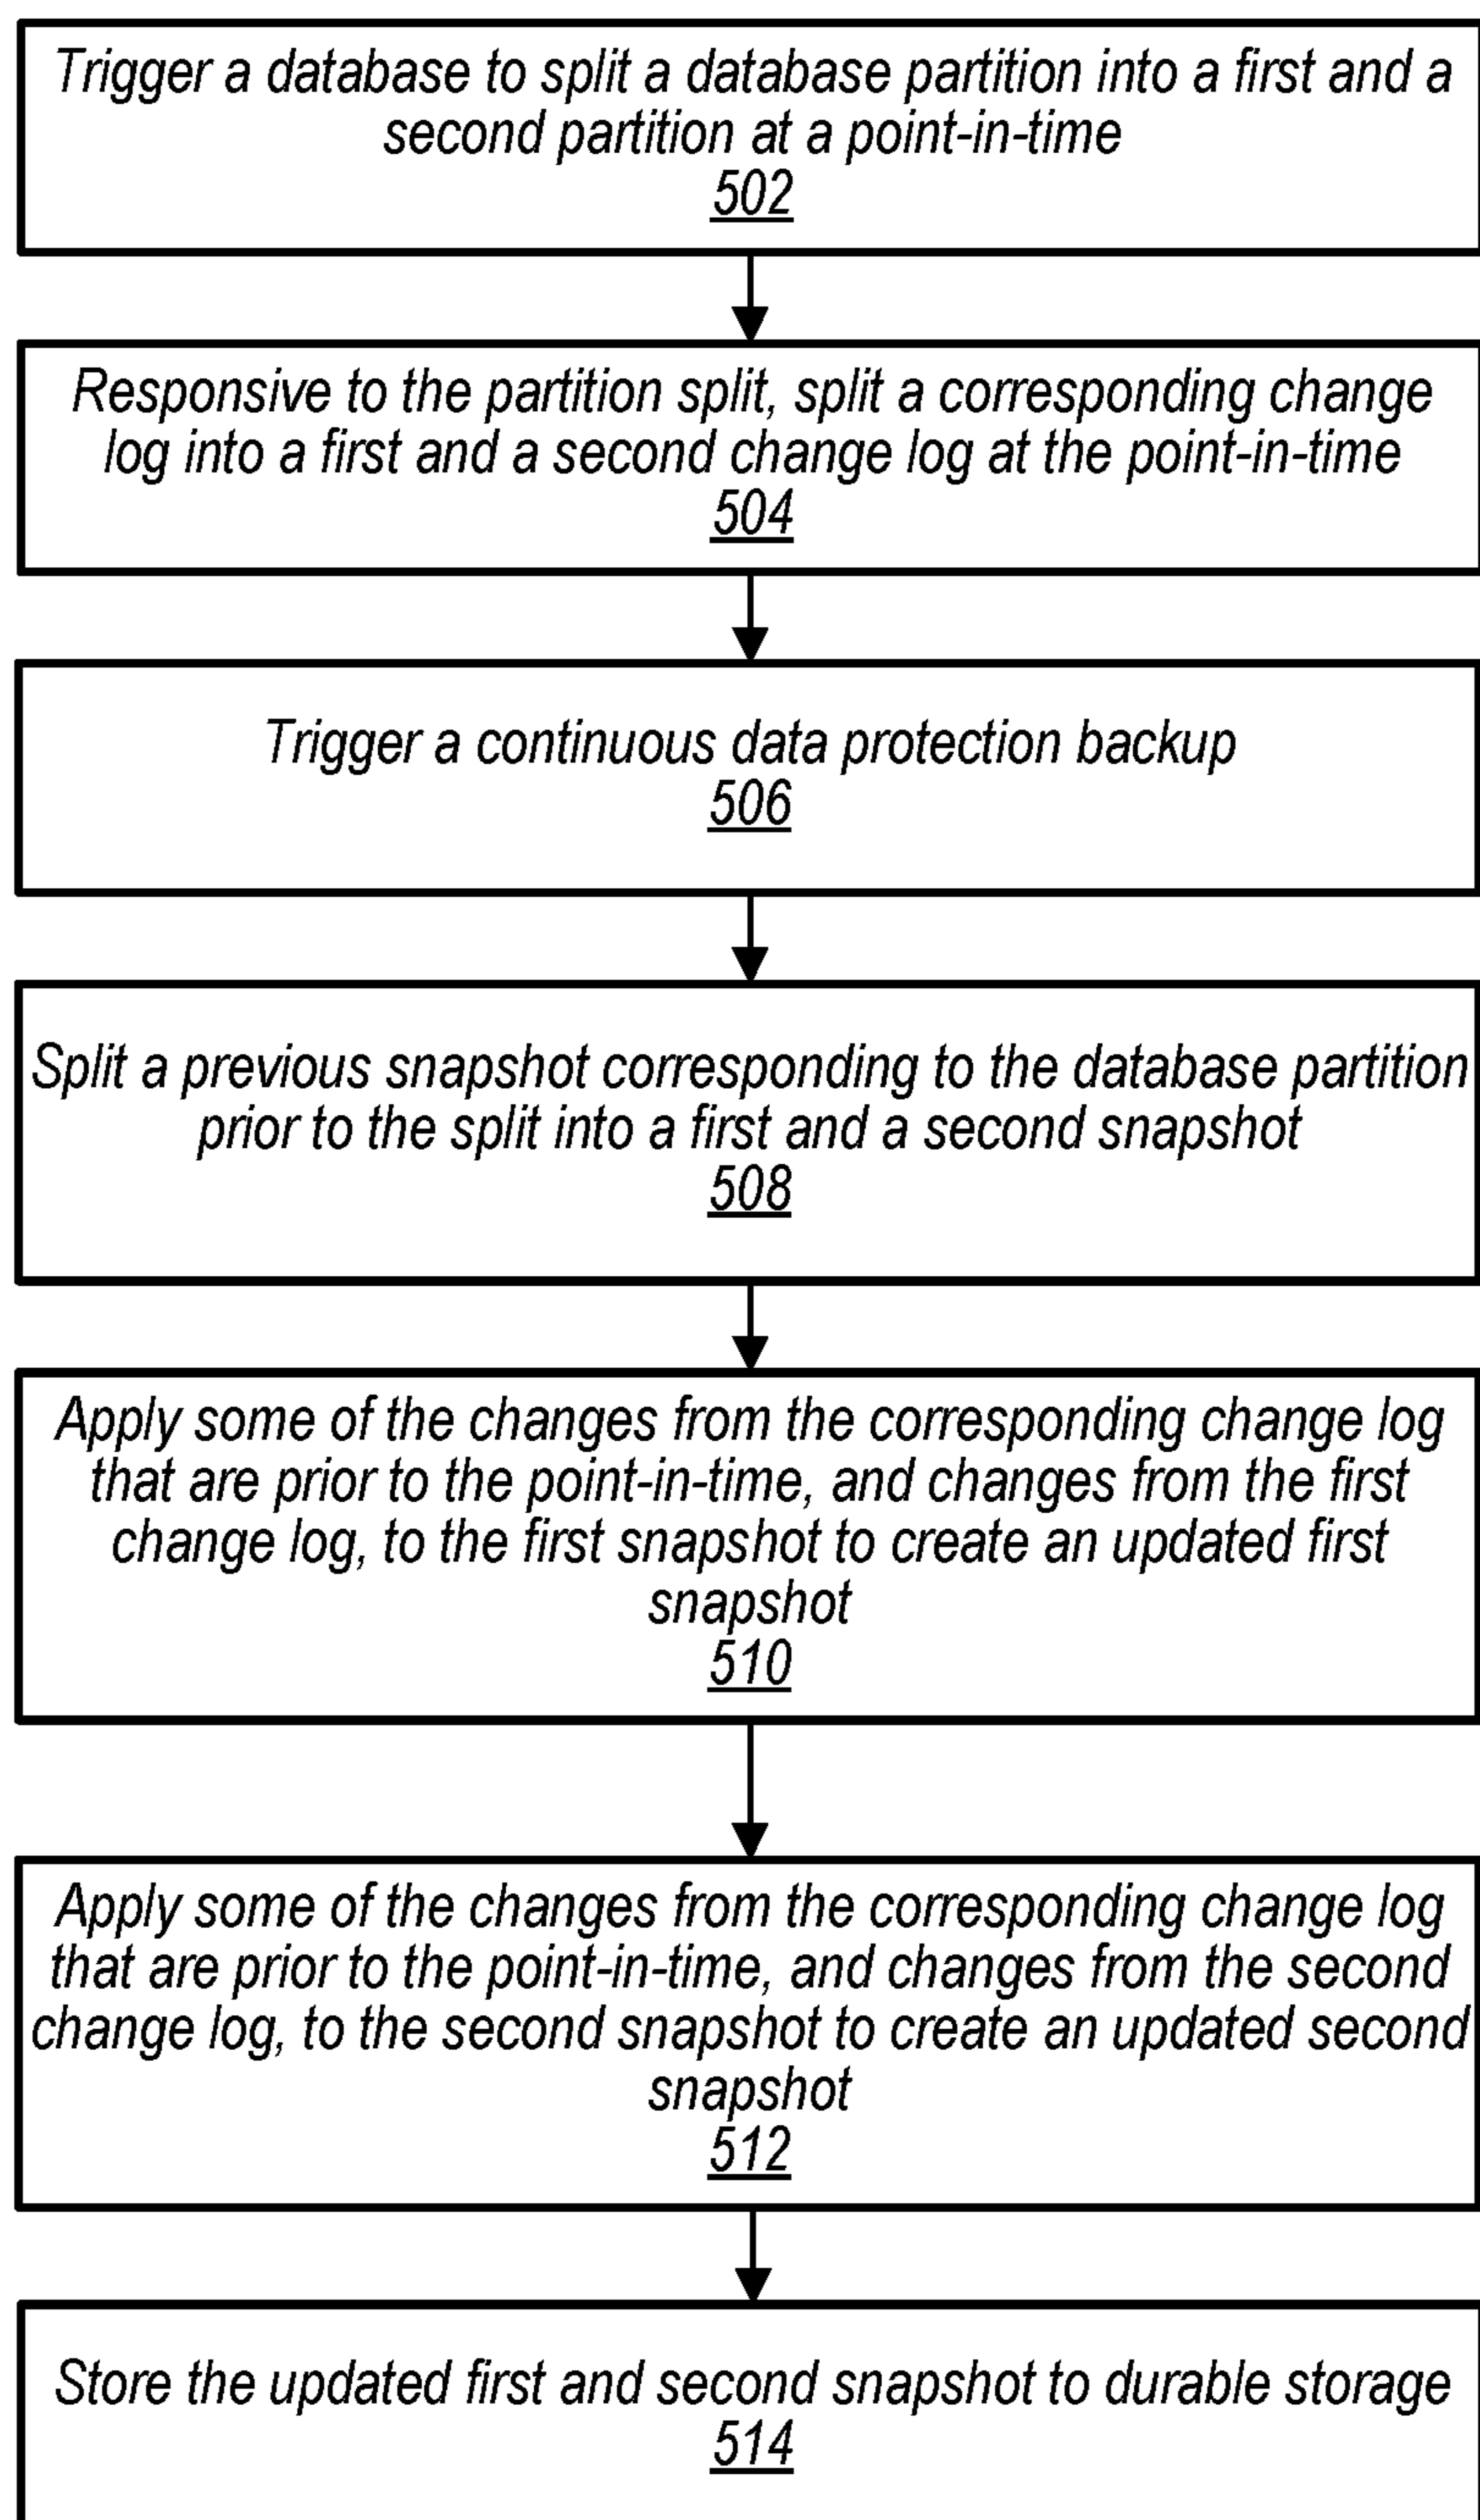 Trigger a database to split a database partition into a first and a
second partition at a point-in-time
502
Responsive to the partition split, split a corresponding change
log into a first and a second change log at the point-in-time
504
Trigger a continuous data protection backup
506
Split a previous snapshot corresponding to the database partition
prior to the split into a first and a second snapshot
508
Apply some of the changes from the corresponding change log
that are prior to the point-in-time, and changes from the first
change log, to the first snapshot to create an updated first
snapshot
510
Apply some of the changes from the corresponding change log
that are prior to the point-in-time, and changes from the second
change log, to the second snapshot to create an updated second
snapshot
512
Store the updated first and second snapshot to durable storage
514